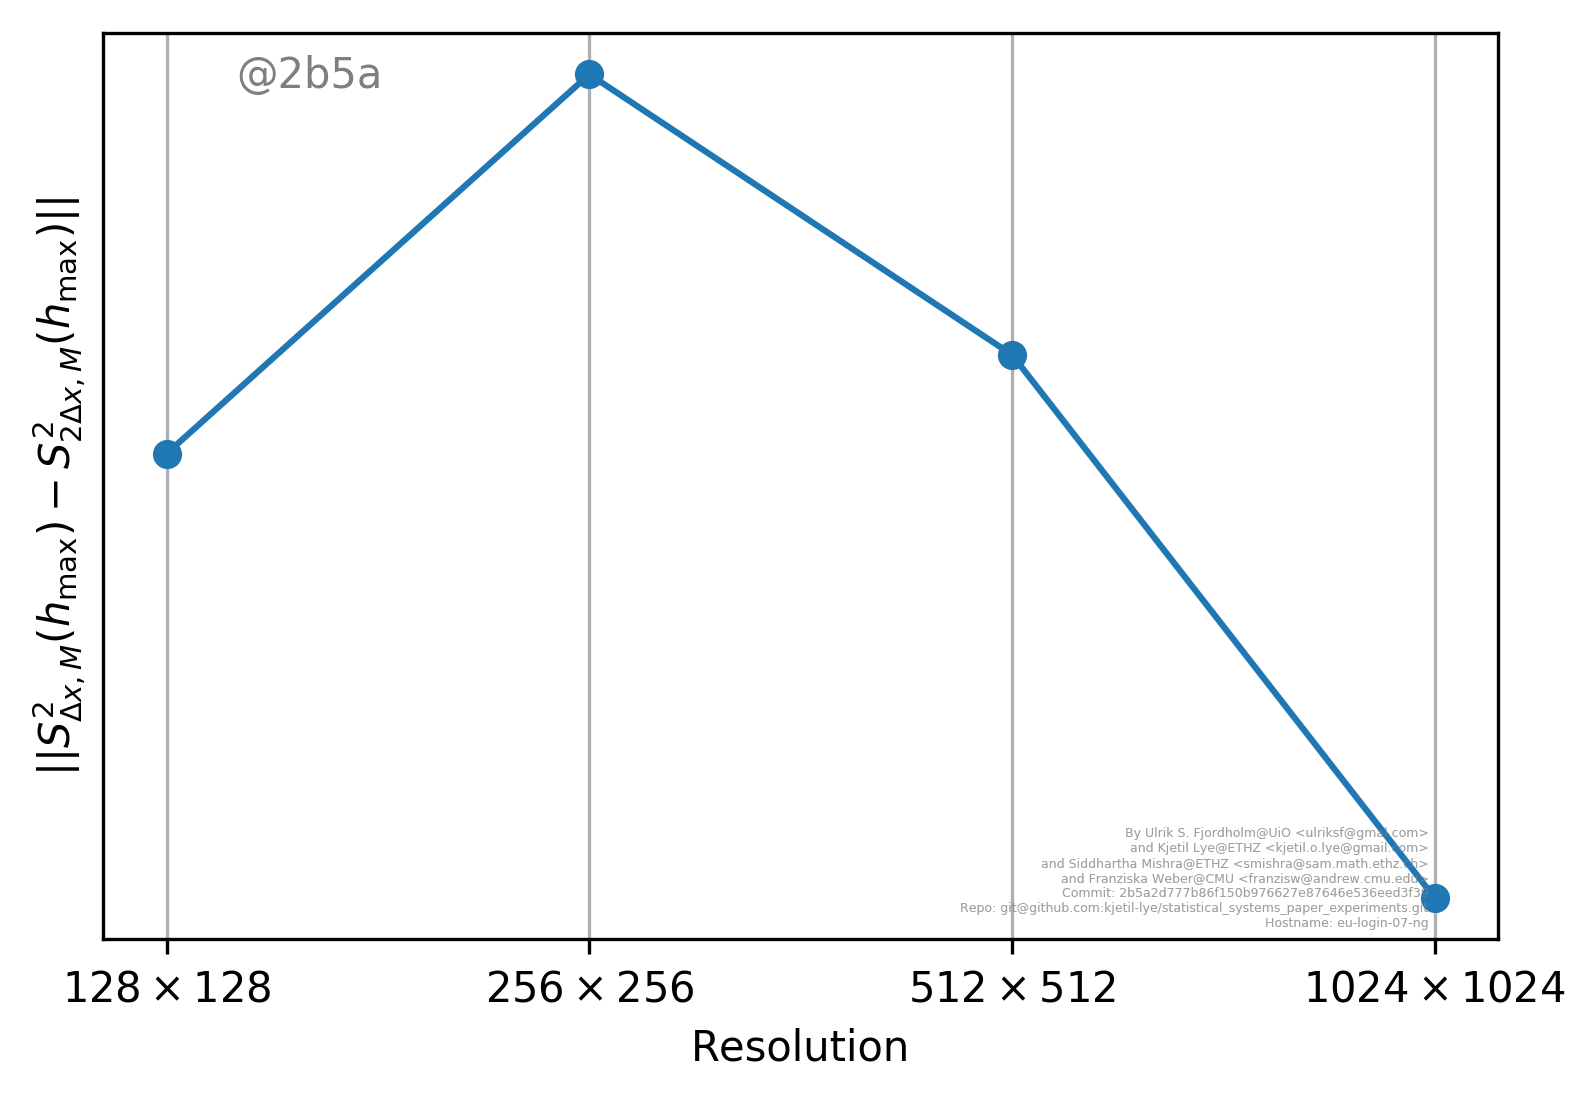 @2b5a
||S²_{Δx, M}(h_max) − S²_{2Δx, M}(h_max)|||
By Ulrik S. Fjordholm@UiO <ulriksf@gmal.com>
and Kjetil Lye@ETHZ <kjetil.o.lye@gmail.com>
and Siddhartha Mishra@ETHZ <smishra@sam.math.ethz.ch>
and Franziska Weber@CMU <franzisw@andrew.cmu.edu>
Repo: git@github.com:kjetil-lye/statistical_systems_paper_experiments.git
Commit:
Hostname: eu-login-07-ng
128 × 128
256 × 256
512 × 512
1024 × 1024
Resolution